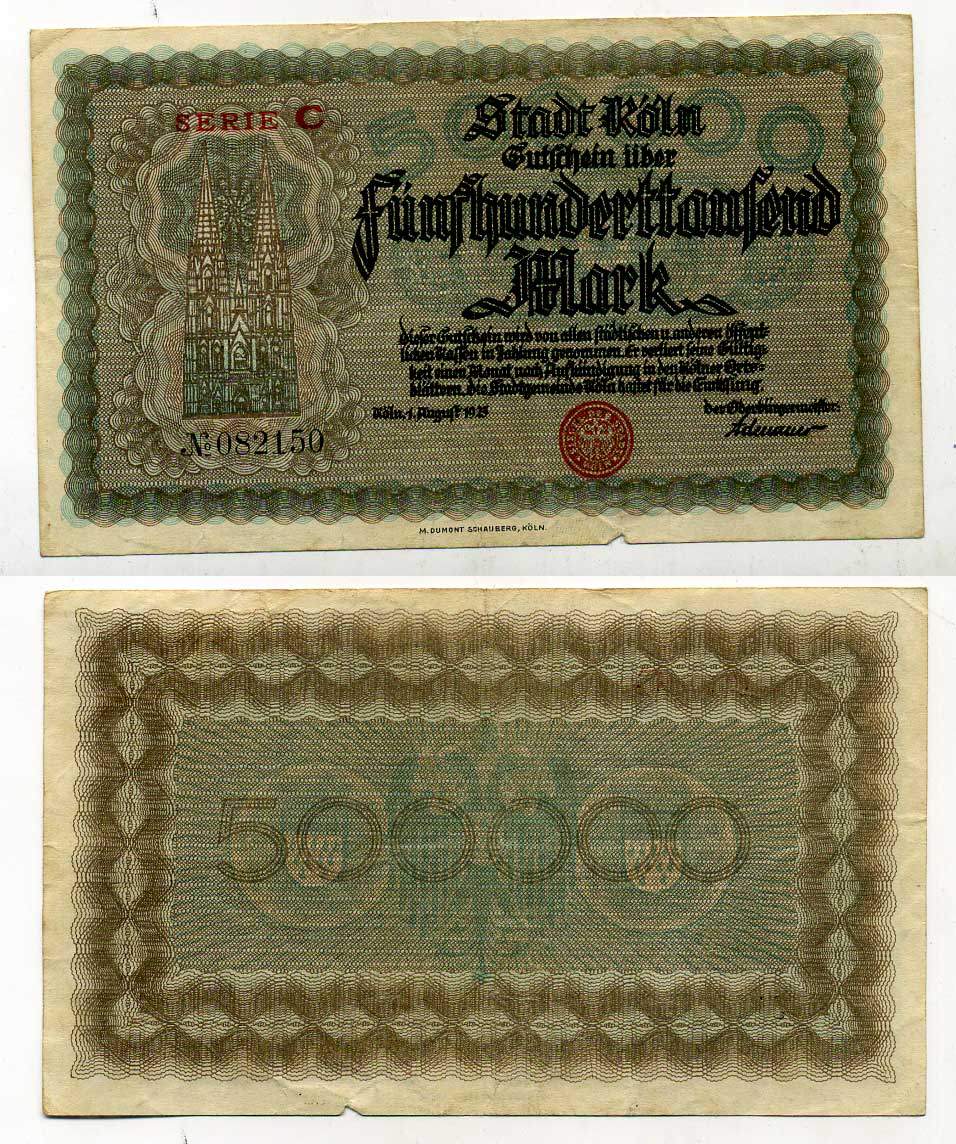 SERIE C
500000
Stadt Köln
Gutschein über
Fünfhunderttausend
Mark
Dieser Gutschein wird von allen städtischen u. anderen öffent-
lichen Kassen in Zahlung genommen. Er verliert seine Gültig-
keit einen Monat nach Aufkündigung in den Kölner Orts-
blättern. Die Stadtgemeinde Köln haftet für die Einlösung.
Köln, 1. August 1923
Der Oberbürgermeister:
Adenauer
№ 082150
M. DUMONT SCHAUBERG, KÖLN.
500000